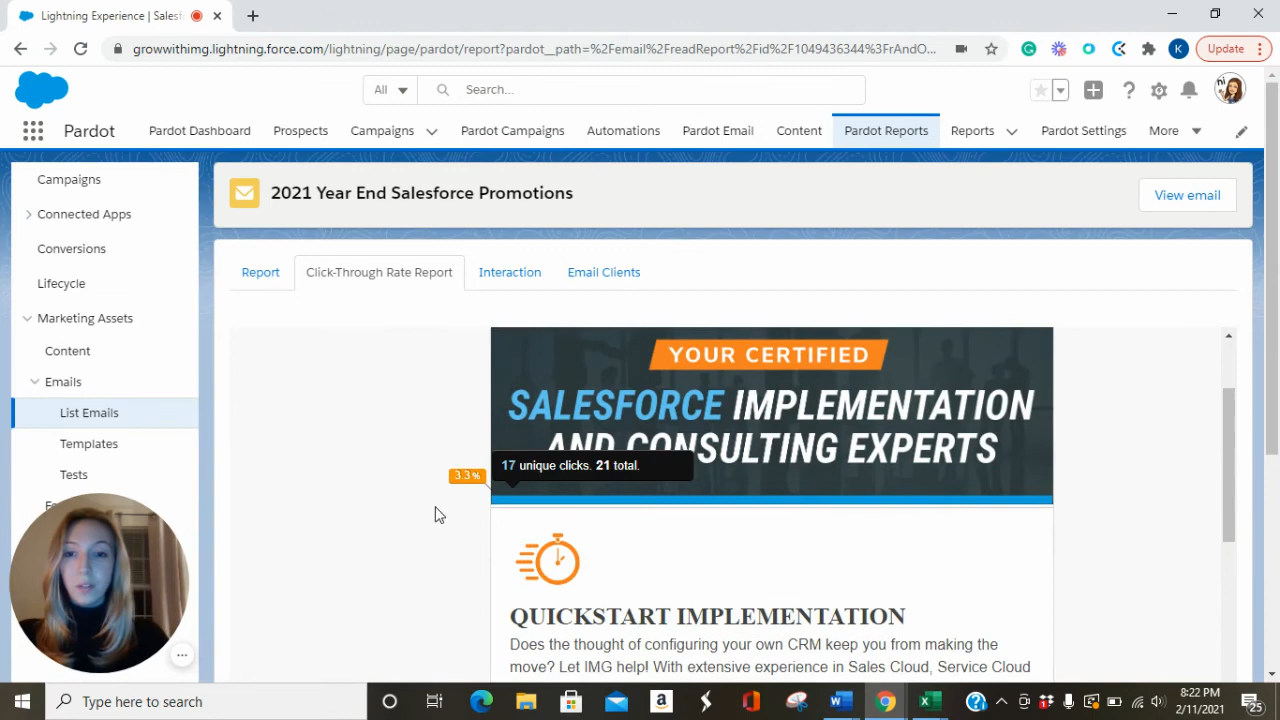 Lightning Experience | Salesf
growwithimg.lightning.force.com/lightning/page/pardot/report?pardot__path=%2Femail%2FreadReport%2Fid%2F1049436344%3FrAndO...
K
Update
All
Search...
hi
Pardot
Pardot Dashboard
Prospects
Campaigns
Pardot Campaigns
Automations
Pardot Email
Content
Pardot Reports
Reports
Pardot Settings
More
Campaigns
Connected Apps
Conversions
Lifecycle
Marketing Assets
Content
Emails
List Emails
Templates
Tests
2021 Year End Salesforce Promotions
View email
Report
Click-Through Rate Report
Interaction
Email Clients
YOUR CERTIFIED
SALESFORCE IMPLEMENTATION
AND CONSULTING EXPERTS
17 unique clicks. 21 total.
3.3%
QUICKSTART IMPLEMENTATION
Does the thought of configuring your own CRM keep you from making the
move? Let IMG help! With extensive experience in Sales Cloud, Service Cloud
Type here to search
8:22 PM
2/11/2021
25